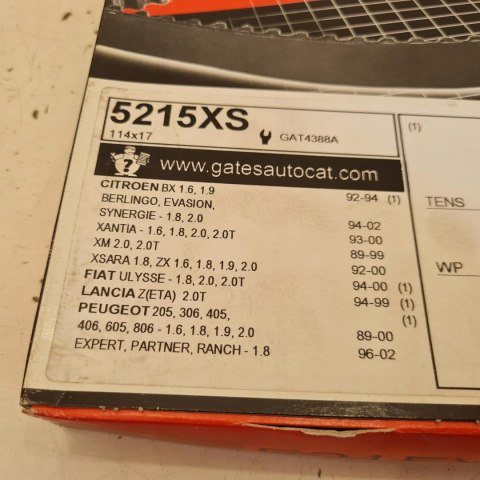 5215XS
114x17 GAT4388A
www.gatesautocat.com
CITROEN BX 1.6, 1.9 92-94 (1)
BERLINGO, EVASION,
SYNERGIE - 1.8, 2.0 94-02
XANTIA - 1.6, 1.8, 2.0, 2.0T 93-00
XM 2.0, 2.0T 89-99
XSARA 1.8, ZX 1.6, 1.8, 1.9, 2.0 92-00
FIAT ULYSSE - 1.8, 2.0, 2.0T 94-00 (1)
LANCIA Z(ETA) 2.0T 94-99 (1)
PEUGEOT 205, 306, 405, (1)
406, 605, 806 - 1.6, 1.8, 1.9, 2.0 89-00
EXPERT, PARTNER, RANCH - 1.8 96-02
(1)
TENS
WP